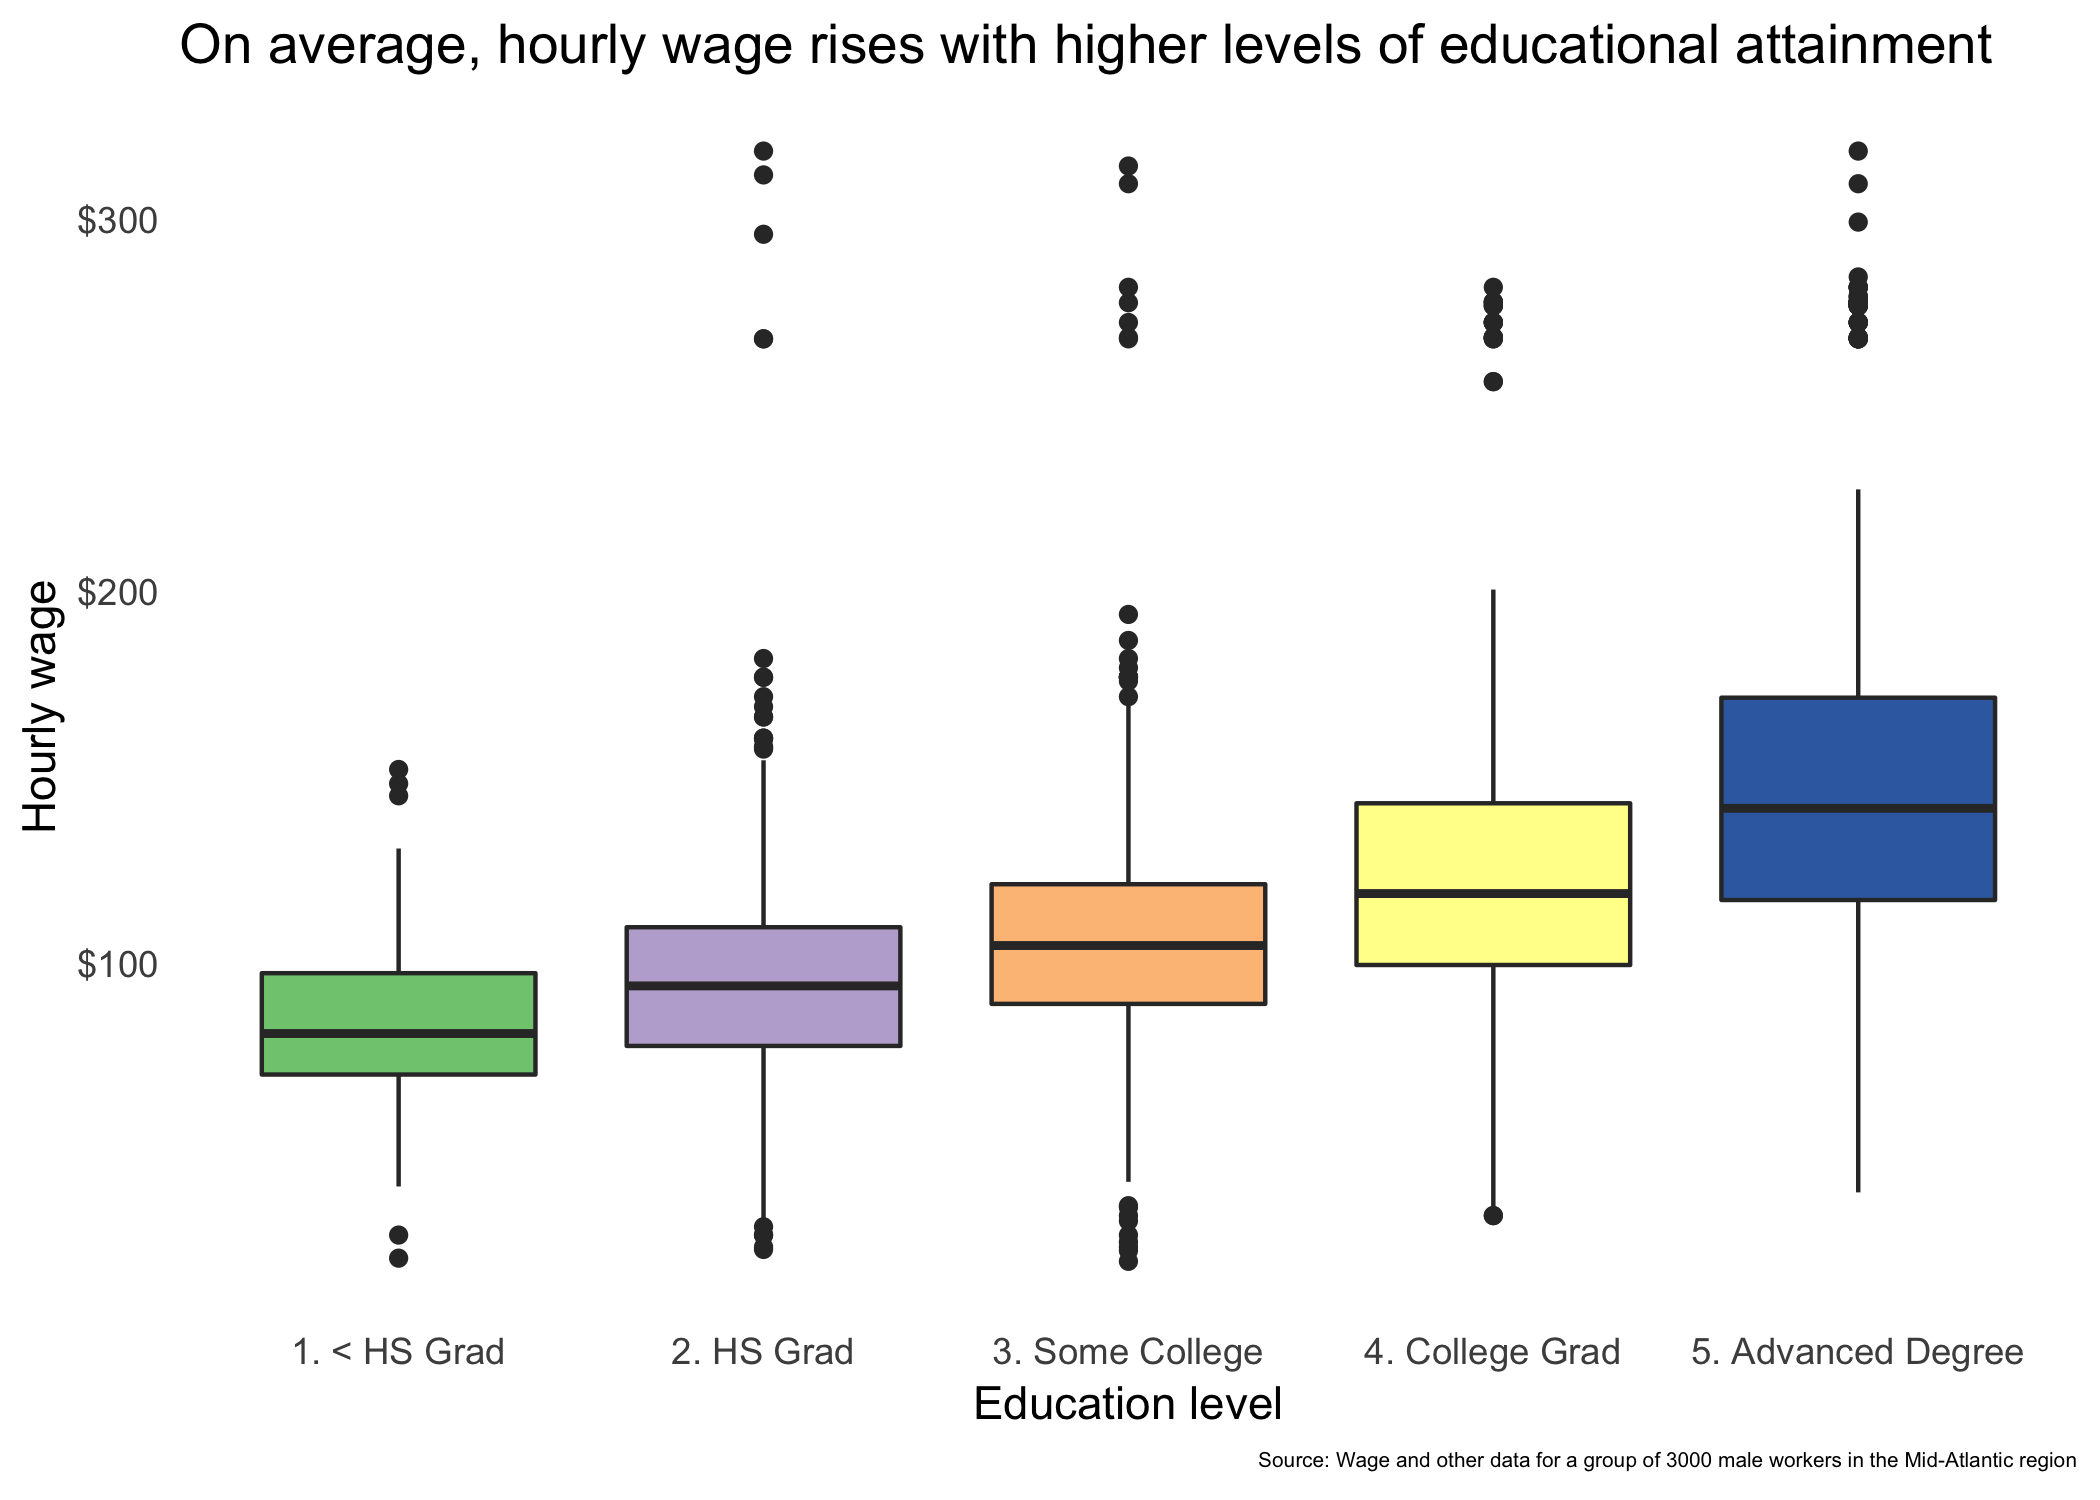 On average, hourly wage rises with higher levels of educational attainment
$300
$200
$100
Hourly wage
1. < HS Grad
2. HS Grad
3. Some College
4. College Grad
5. Advanced Degree
Education level
Source: Wage and other data for a group of 3000 male workers in the Mid-Atlantic region